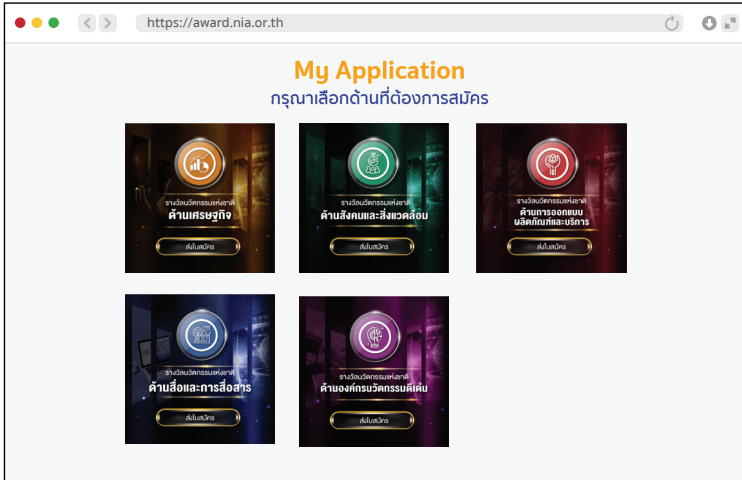 https://award.nia.or.th
My Application
กรุณาเลือกด้านที่ต้องการสมัคร
รางวัลนวัตกรรมแห่งชาติ
ด้านเศรษฐกิจ
ส่งใบสมัคร
รางวัลนวัตกรรมแห่งชาติ
ด้านสังคมและสิ่งแวดล้อม
ส่งใบสมัคร
รางวัลนวัตกรรมแห่งชาติ
ด้านการออกแบบ
ผลิตภัณฑ์และบริการ
ส่งใบสมัคร
รางวัลนวัตกรรมแห่งชาติ
ด้านสื่อและการสื่อสาร
ส่งใบสมัคร
รางวัลนวัตกรรมแห่งชาติ
ด้านองค์กรนวัตกรรมดีเด่น
ส่งใบสมัคร